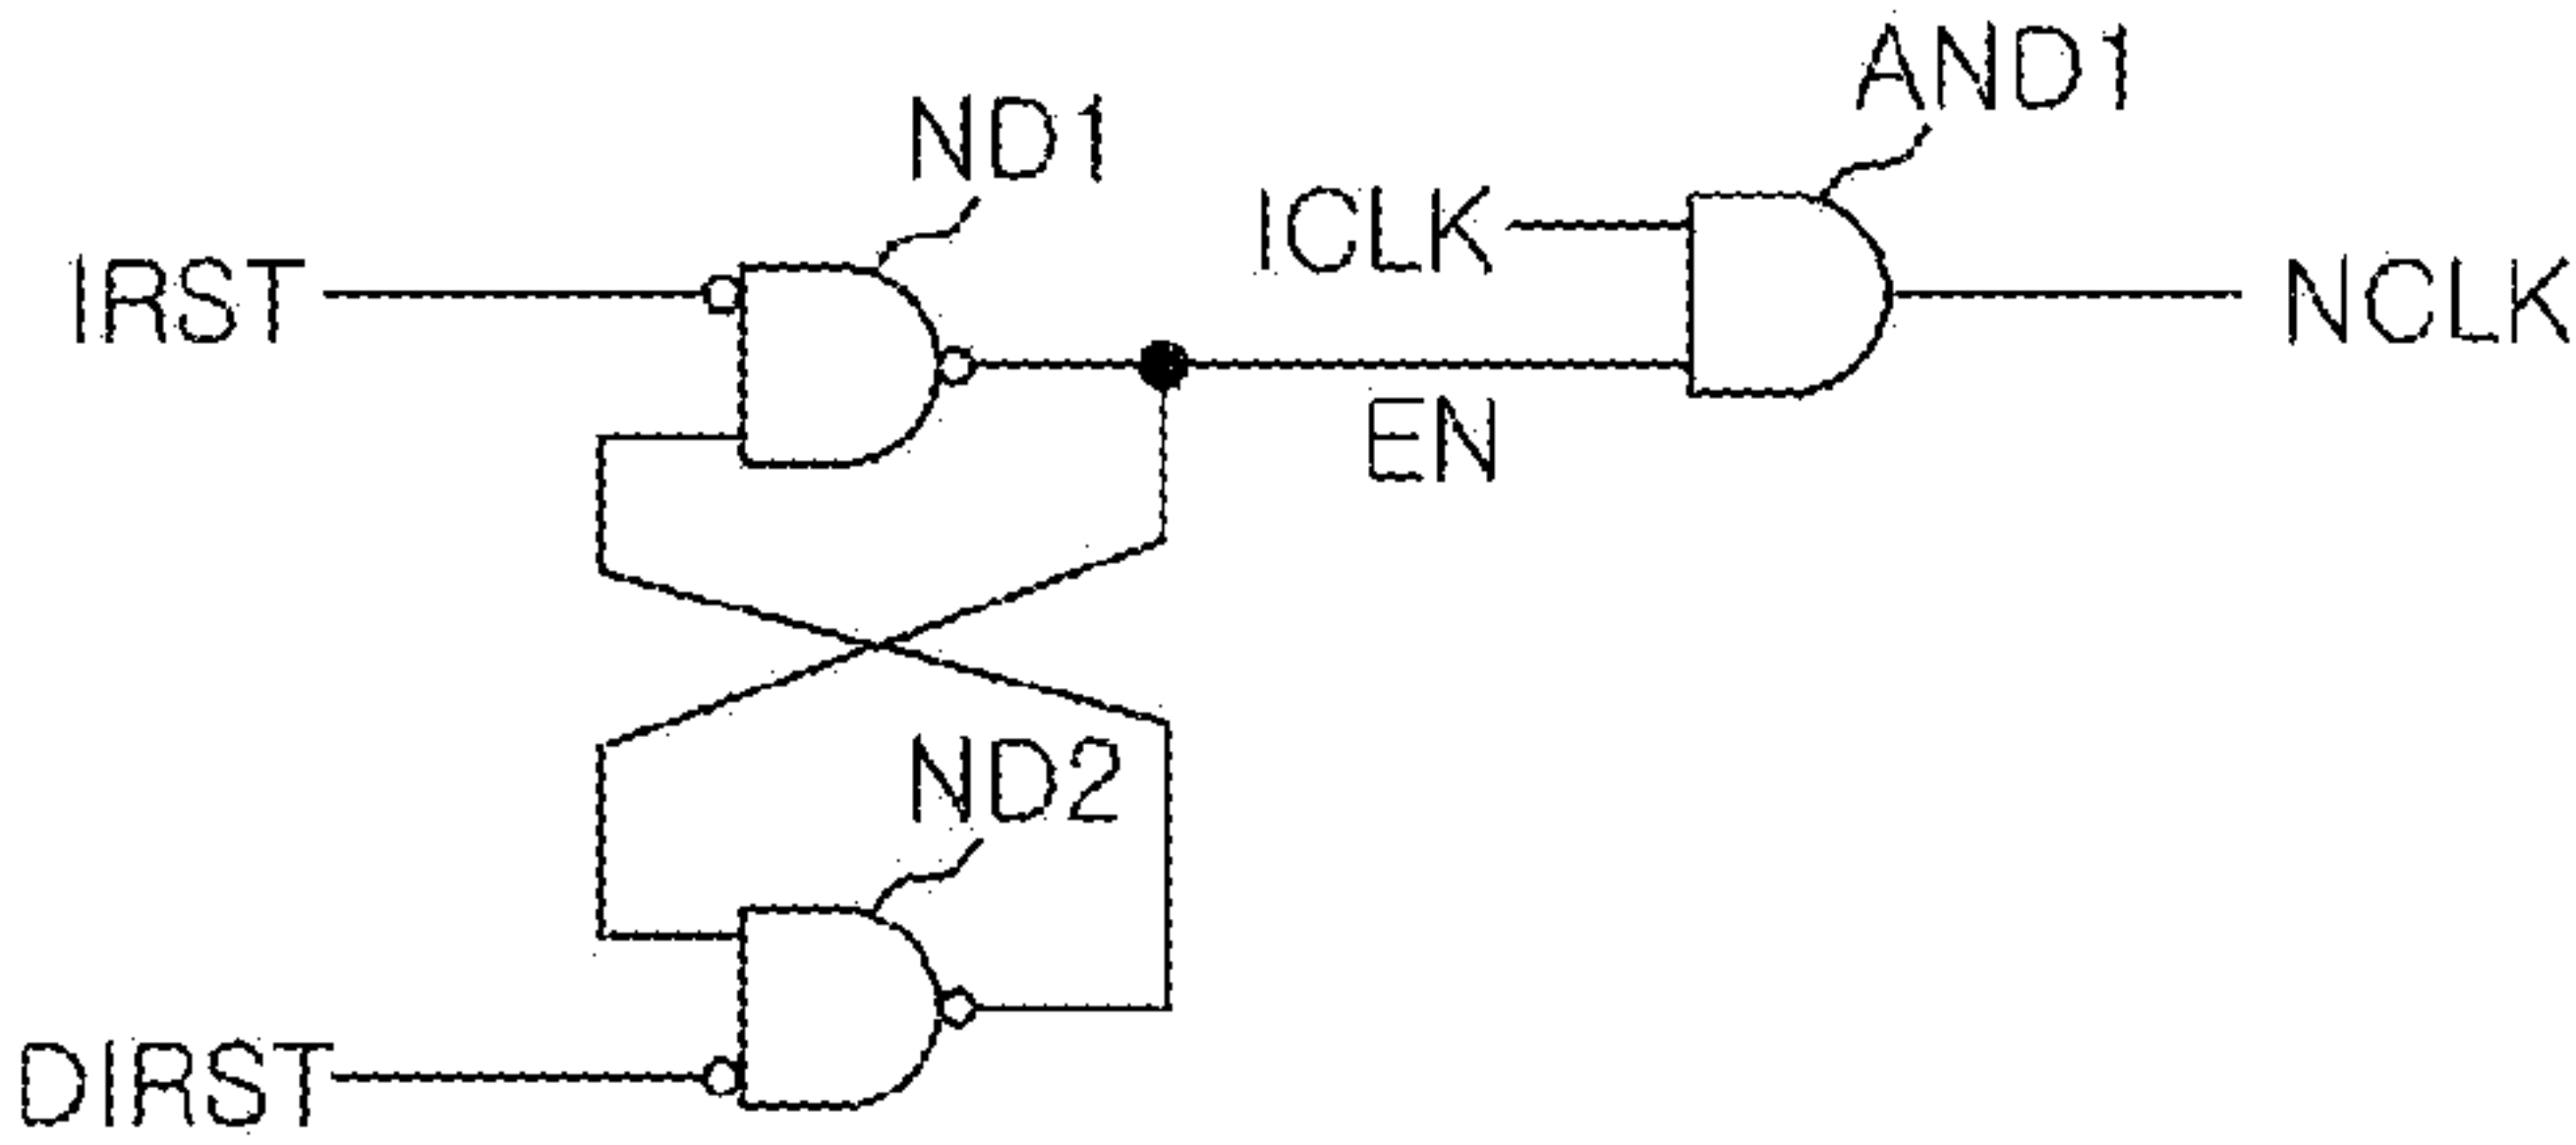 AND1
ND1
ICLK
IRST
NCLK
EN
ND2
DIRST